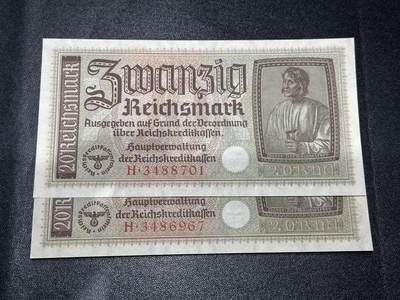 Zwanzig
Reichsmark
Ausgegeben auf Grund der Verordnung
über Reichskreditkassen.
Hauptverwaltung
der Reichskreditkassen
H·3488701
20 Reichsmark
Hauptverwaltung
der Reichskreditkassen
H·3486967
20